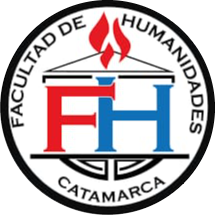 FACULTAD DE HUMANIDADES
FH
CATAMARCA